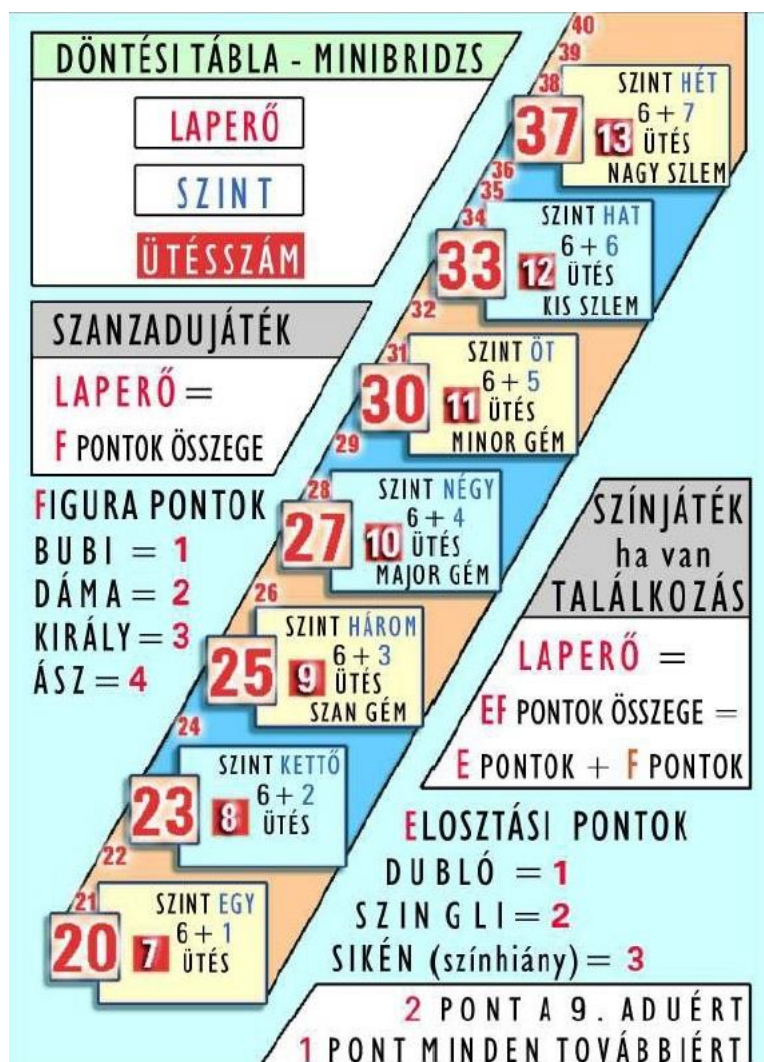 DÖNTÉSI TÁBLA - MINIBRIDZS
LAPERŐ
SZINT
ÜTÉSSZÁM
SZANZADUJÁTÉK
LAPERŐ =
F PONTOK ÖSSZEGE
FIGURA PONTOK
BUBI = 1
DÁMA = 2
KIRÁLY = 3
ÁSZ = 4
40
39
38
37
SZINT HÉT
6 + 7
13 ÜTÉS
NAGY SZLEM
36
35
34
33
SZINT HAT
6 + 6
12 ÜTÉS
KIS SZLEM
32
31
30
SZINT ÖT
6 + 5
11 ÜTÉS
MINOR GÉM
29
28
27
SZINT NÉGY
6 + 4
10 ÜTÉS
MAJOR GÉM
26
25
SZINT HÁROM
6 + 3
9 ÜTÉS
SZAN GÉM
24
23
SZINT KETTŐ
6 + 2
8 ÜTÉS
22
21
20
SZINT EGY
6 + 1
7 ÜTÉS
SZÍNJÁTÉK
ha van
TALÁLKOZÁS
LAPERŐ =
EF PONTOK ÖSSZEGE =
E PONTOK + F PONTOK
ELOSZTÁSI PONTOK
DUBLÓ = 1
SZINGLI = 2
SIKÉN (színhiány) = 3
2 PONT A 9. ADUÉRT
1 PONT MINDEN TOVÁBBIÉRT